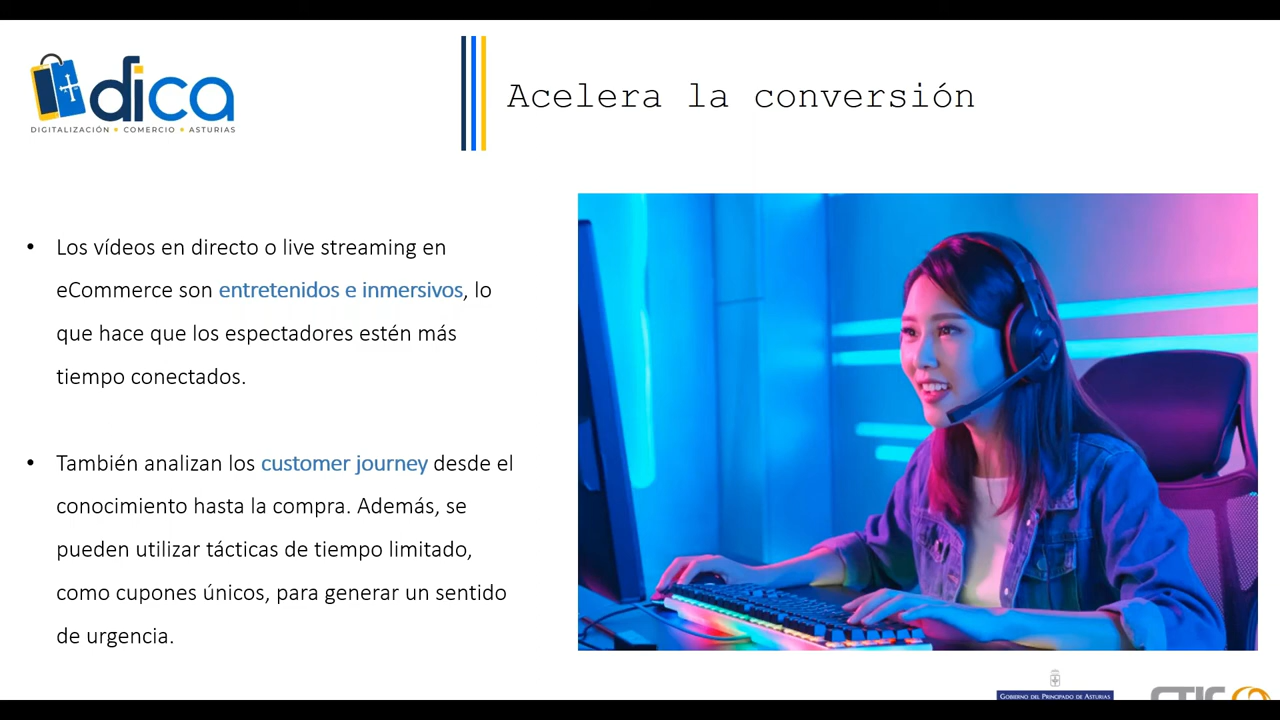 dica
DIGITALIZACIÓN • COMERCIO • ASTURIAS
Acelera la conversión
• Los vídeos en directo o live streaming en
eCommerce son entretenidos e inmersivos, lo
que hace que los espectadores estén más
tiempo conectados.
• También analizan los customer journey desde el
conocimiento hasta la compra. Además, se
pueden utilizar tácticas de tiempo limitado,
como cupones únicos, para generar un sentido
de urgencia.
GOBIERNO DEL PRINCIPADO DE ASTURIAS